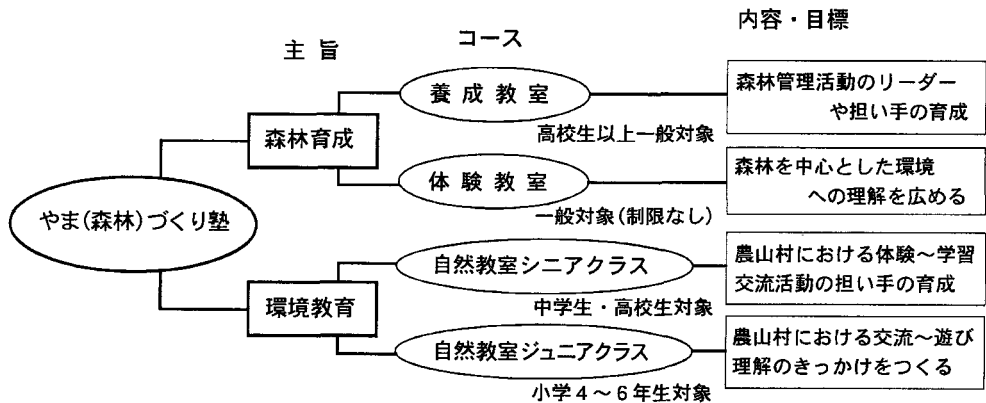 主旨
コース
内容・目標
やま(森林)づくり塾
森林育成
養成教室
高校生以上一般対象
森林管理活動のリーダー
や担い手の育成
体験教室
一般対象(制限なし)
森林を中心とした環境
への理解を広める
環境教育
自然教室シニアクラス
中学生・高校生対象
農山村における体験～学習
交流活動の担い手の育成
自然教室ジュニアクラス
小学4～6年生対象
農山村における交流～遊び
理解のきっかけをつくる